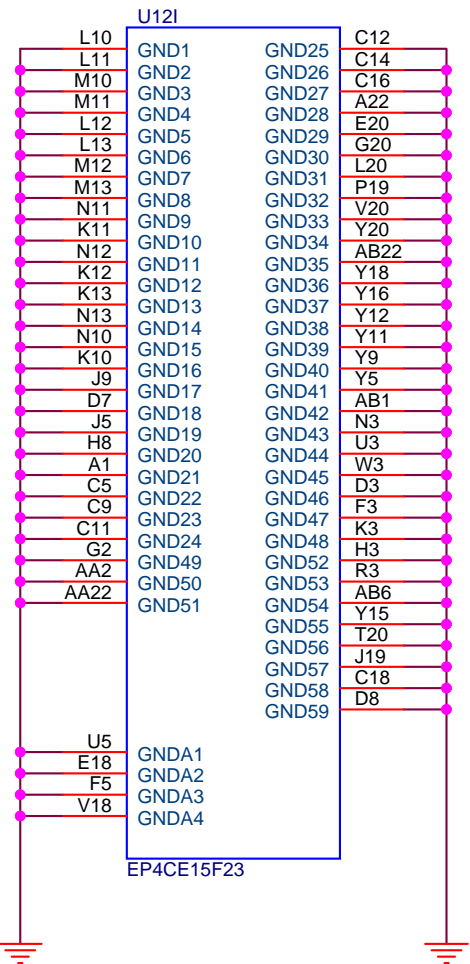 U12I
L10 GND1 GND25 C12
L11 GND2 GND26 C14
M10 GND3 GND27 C16
M11 GND4 GND28 A22
L12 GND5 GND29 E20
L13 GND6 GND30 G20
M12 GND7 GND31 L20
M13 GND8 GND32 P19
N11 GND9 GND33 V20
K11 GND10 GND34 Y20
N12 GND11 GND35 AB22
K12 GND12 GND36 Y18
K13 GND13 GND37 Y16
N13 GND14 GND38 Y12
N10 GND15 GND39 Y11
K10 GND16 GND40 Y9
J9 GND17 GND41 Y5
D7 GND18 GND42 AB1
J5 GND19 GND43 N3
H8 GND20 GND44 U3
A1 GND21 GND45 W3
C5 GND22 GND46 D3
C9 GND23 GND47 F3
C11 GND24 GND48 K3
G2 GND49 GND52 H3
AA2 GND50 GND53 R3
AA22 GND51 GND54 AB6
GND55 Y15
GND56 T20
GND57 J19
GND58 C18
GND59 D8
U5 GNDA1
E18 GNDA2
F5 GNDA3
V18 GNDA4
EP4CE15F23